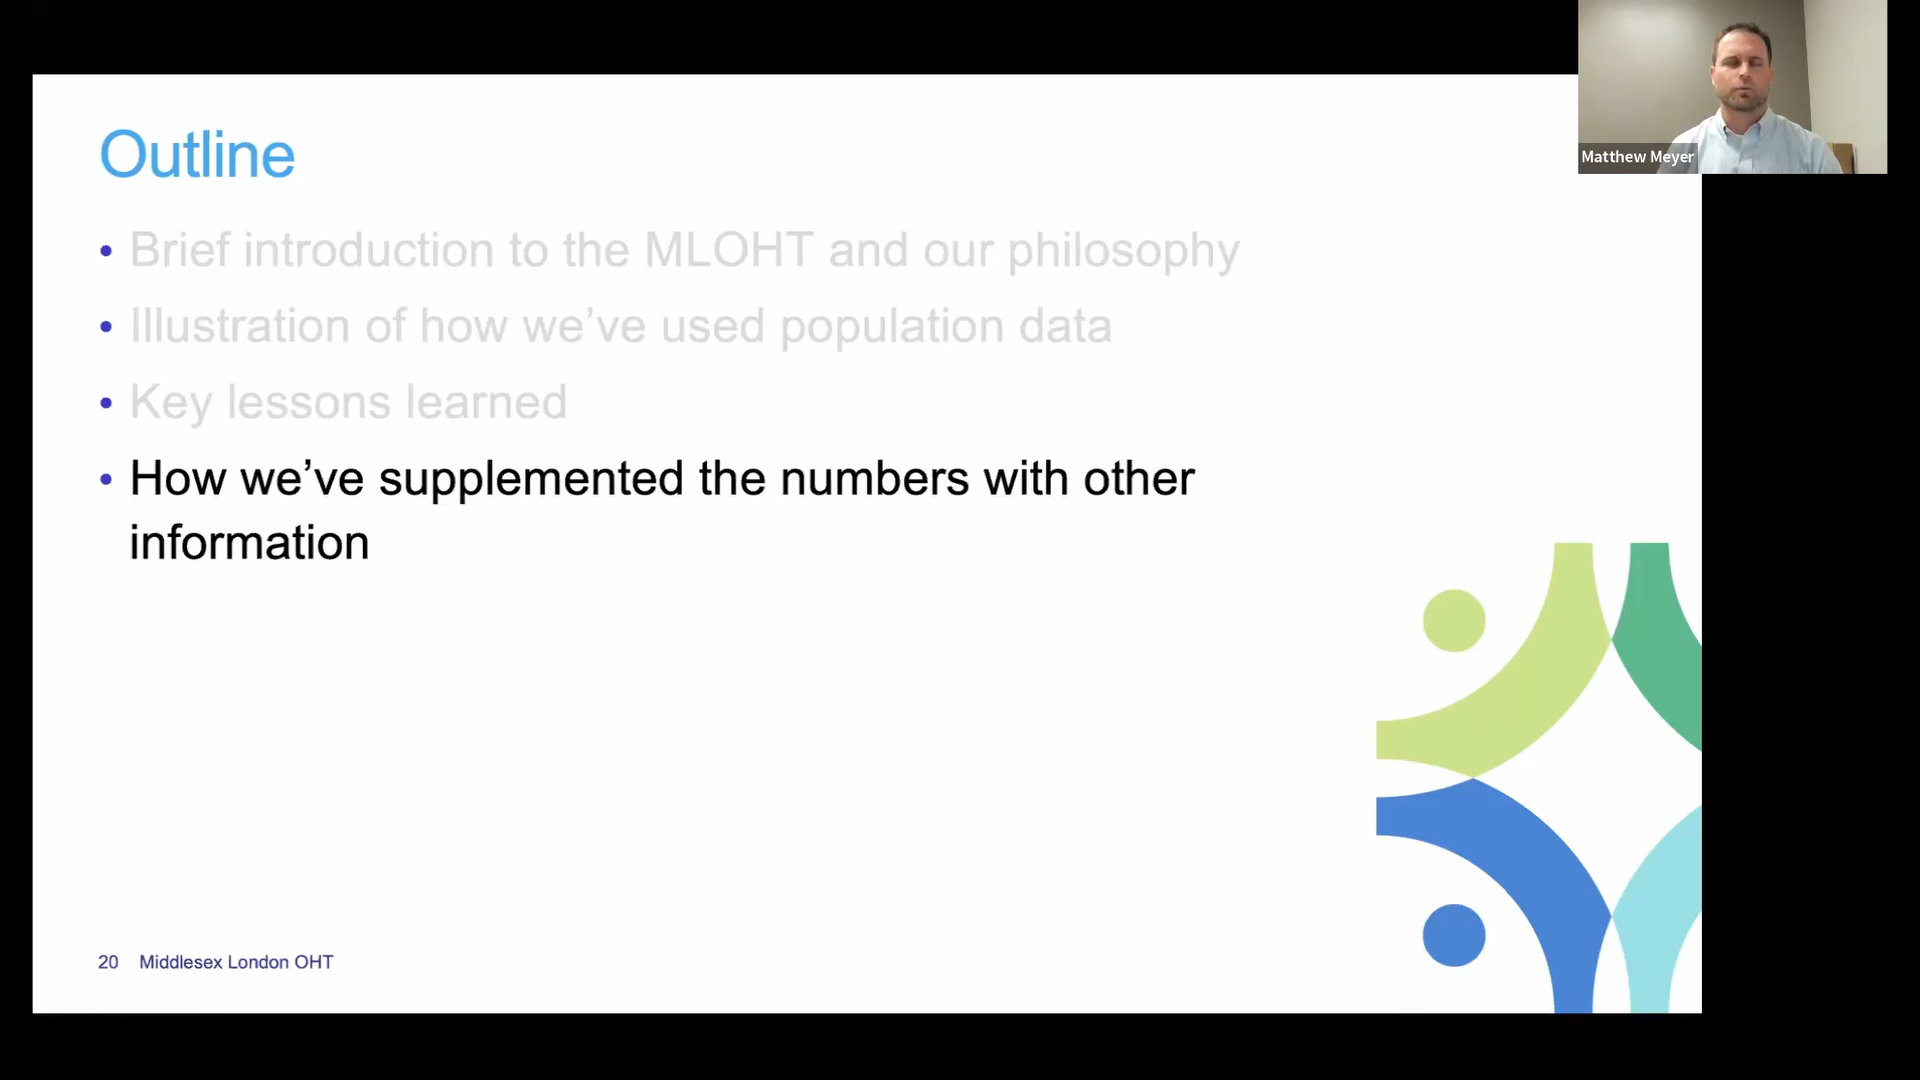 Matthew Meyer
Outline
• Brief introduction to the MLOHT and our philosophy
• Illustration of how we’ve used population data
• Key lessons learned
• How we’ve supplemented the numbers with other
information
20 Middlesex London OHT